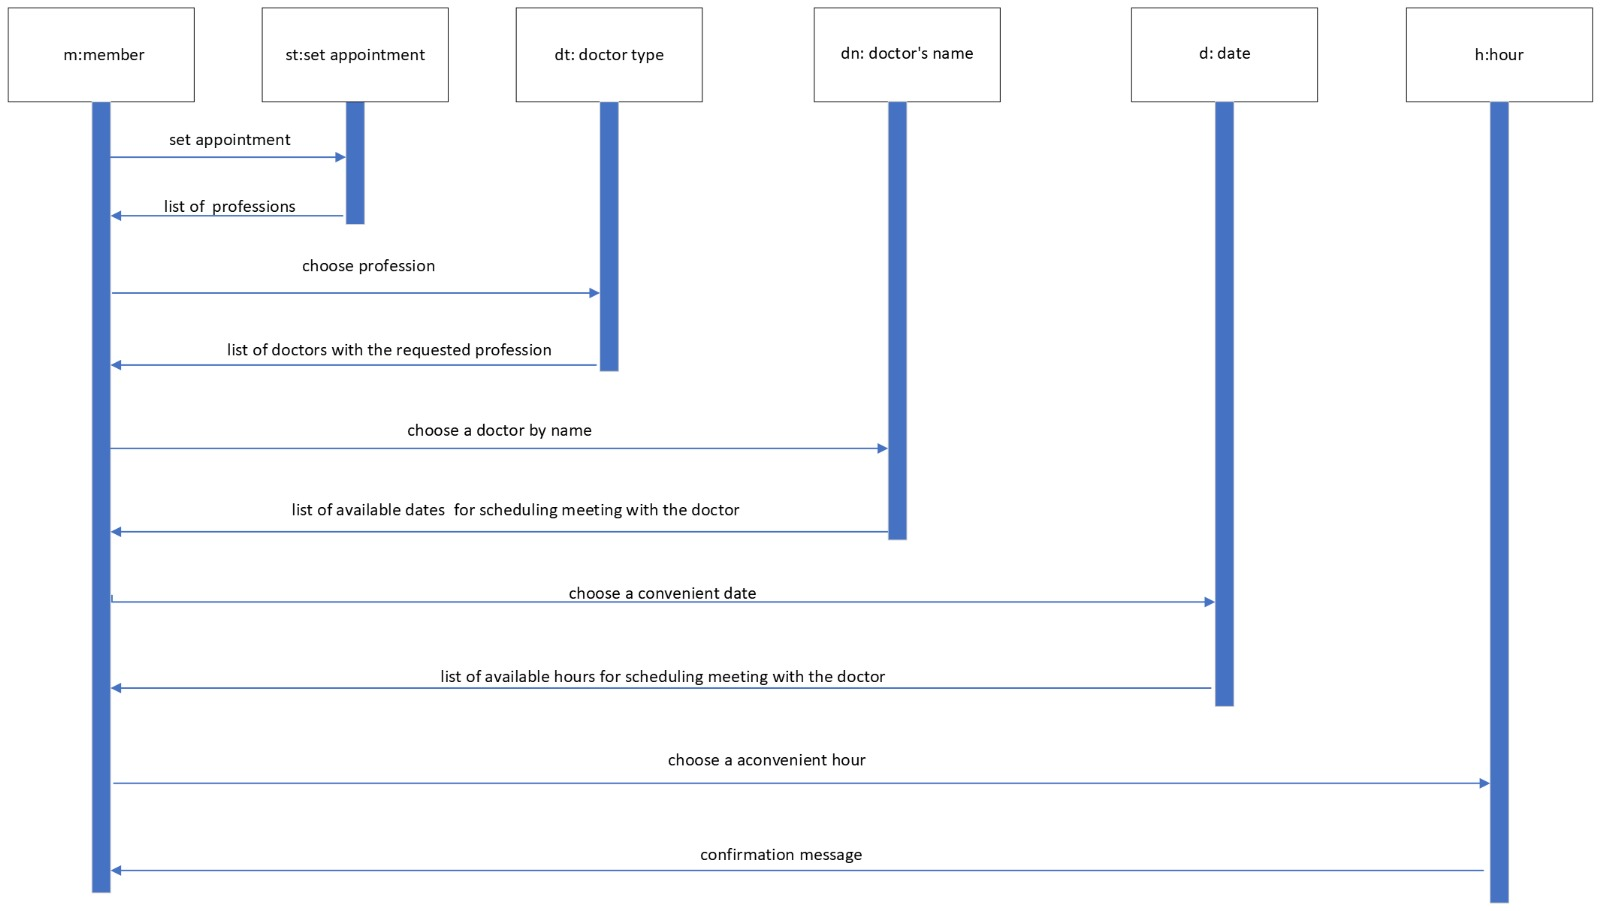 m:member
st:set appointment
dt: doctor type
dn: doctor's name
d: date
h:hour
set appointment
list of  professions
choose profession
list of doctors with the requested profession
choose a doctor by name
list of available dates  for scheduling meeting with the doctor
choose a convenient date
list of available hours for scheduling meeting with the doctor
choose a aconvenient hour
confirmation message